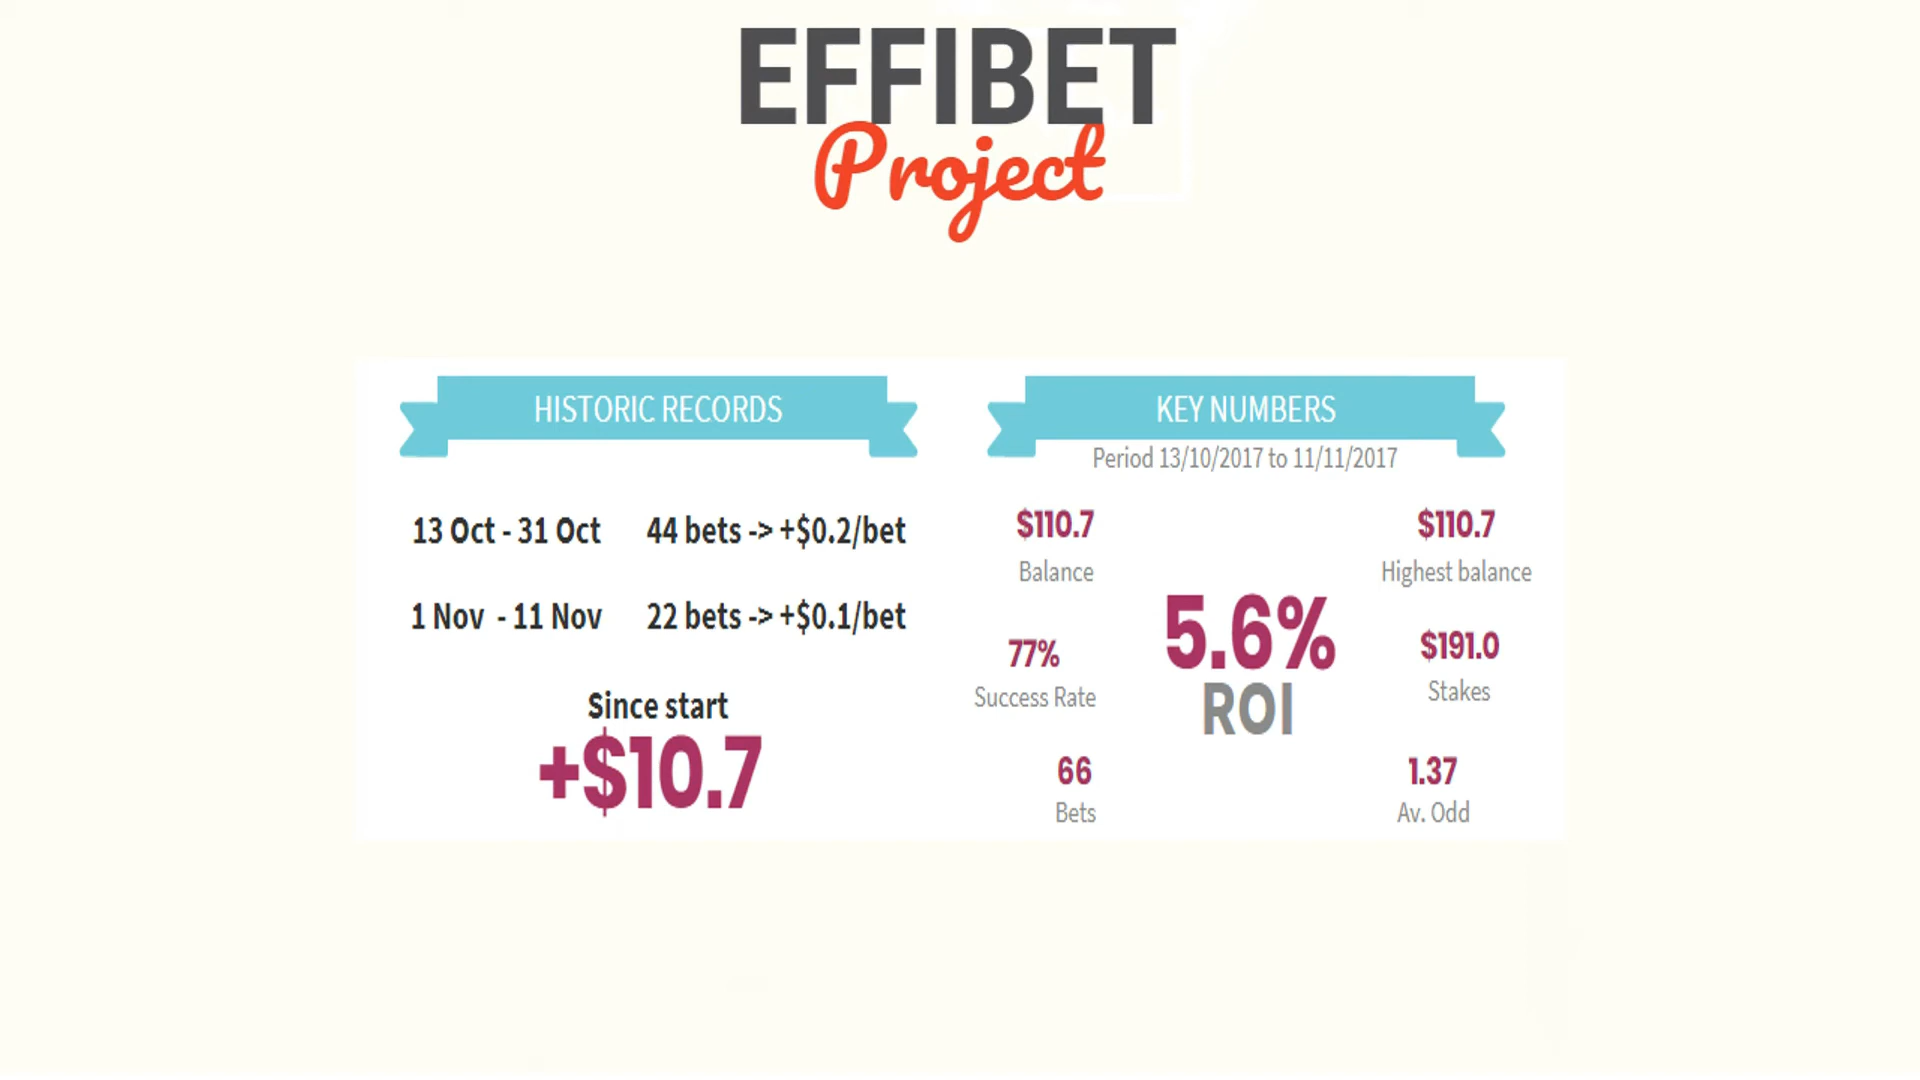 EFFIBET
Project
HISTORIC RECORDS
13 Oct - 31 Oct 44 bets -> +$0.2/bet
1 Nov - 11 Nov 22 bets -> +$0.1/bet
Since start
+$10.7
KEY NUMBERS
Period 13/10/2017 to 11/11/2017
$110.7
Balance
$110.7
Highest balance
77%
Success Rate
5.6%
ROI
$191.0
Stakes
66
Bets
1.37
Av. Odd